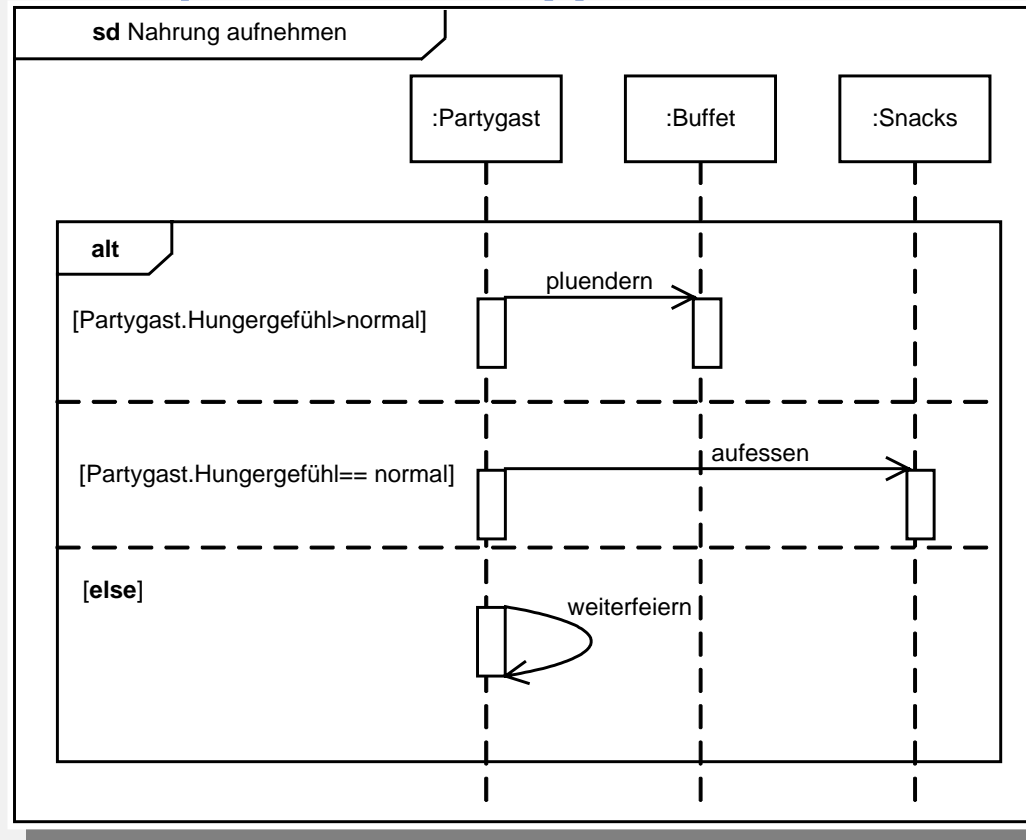 sd Nahrung aufnehmen
:Partygast
:Buffet
:Snacks
alt
pluendern
[Partygast.Hungergefühl>normal]
aufessen
[Partygast.Hungergefühl== normal]
[else]
weiterfeiern